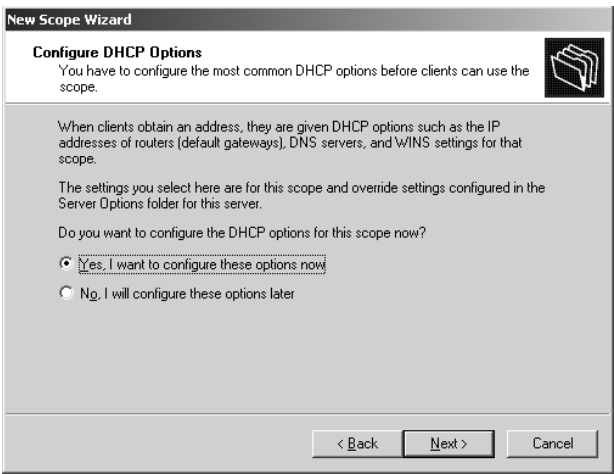 New Scope Wizard
Configure DHCP Options
You have to configure the most common DHCP options before clients can use the
scope.
When clients obtain an address, they are given DHCP options such as the IP
addresses of routers (default gateways), DNS servers, and WINS settings for that
scope.
The settings you select here are for this scope and override settings configured in the
Server Options folder for this server.
Do you want to configure the DHCP options for this scope now?
Yes, I want to configure these options now
No, I will configure these options later
< Back
Next >
Cancel